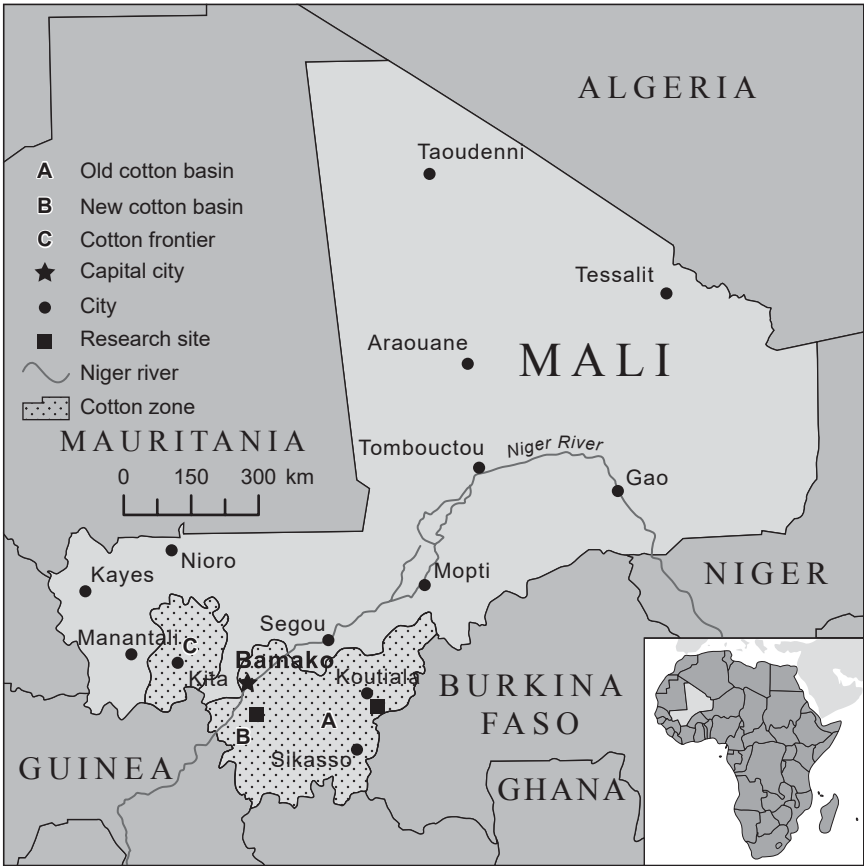 ALGERIA
Taoudenni
A Old cotton basin
B New cotton basin
C Cotton frontier
Capital city
City
Research site
Niger river
Cotton zone
Tessalit
Araouane
MALI
MAURITANIA
0 150 300 km
Tombouctou
Niger River
Gao
Nioro
Kayes
Mopti
NIGER
Segou
Manantali
C
Kita
Bamako
Koutiala
BURKINA
FASO
A
B
Sikasso
GUINEA
GHANA